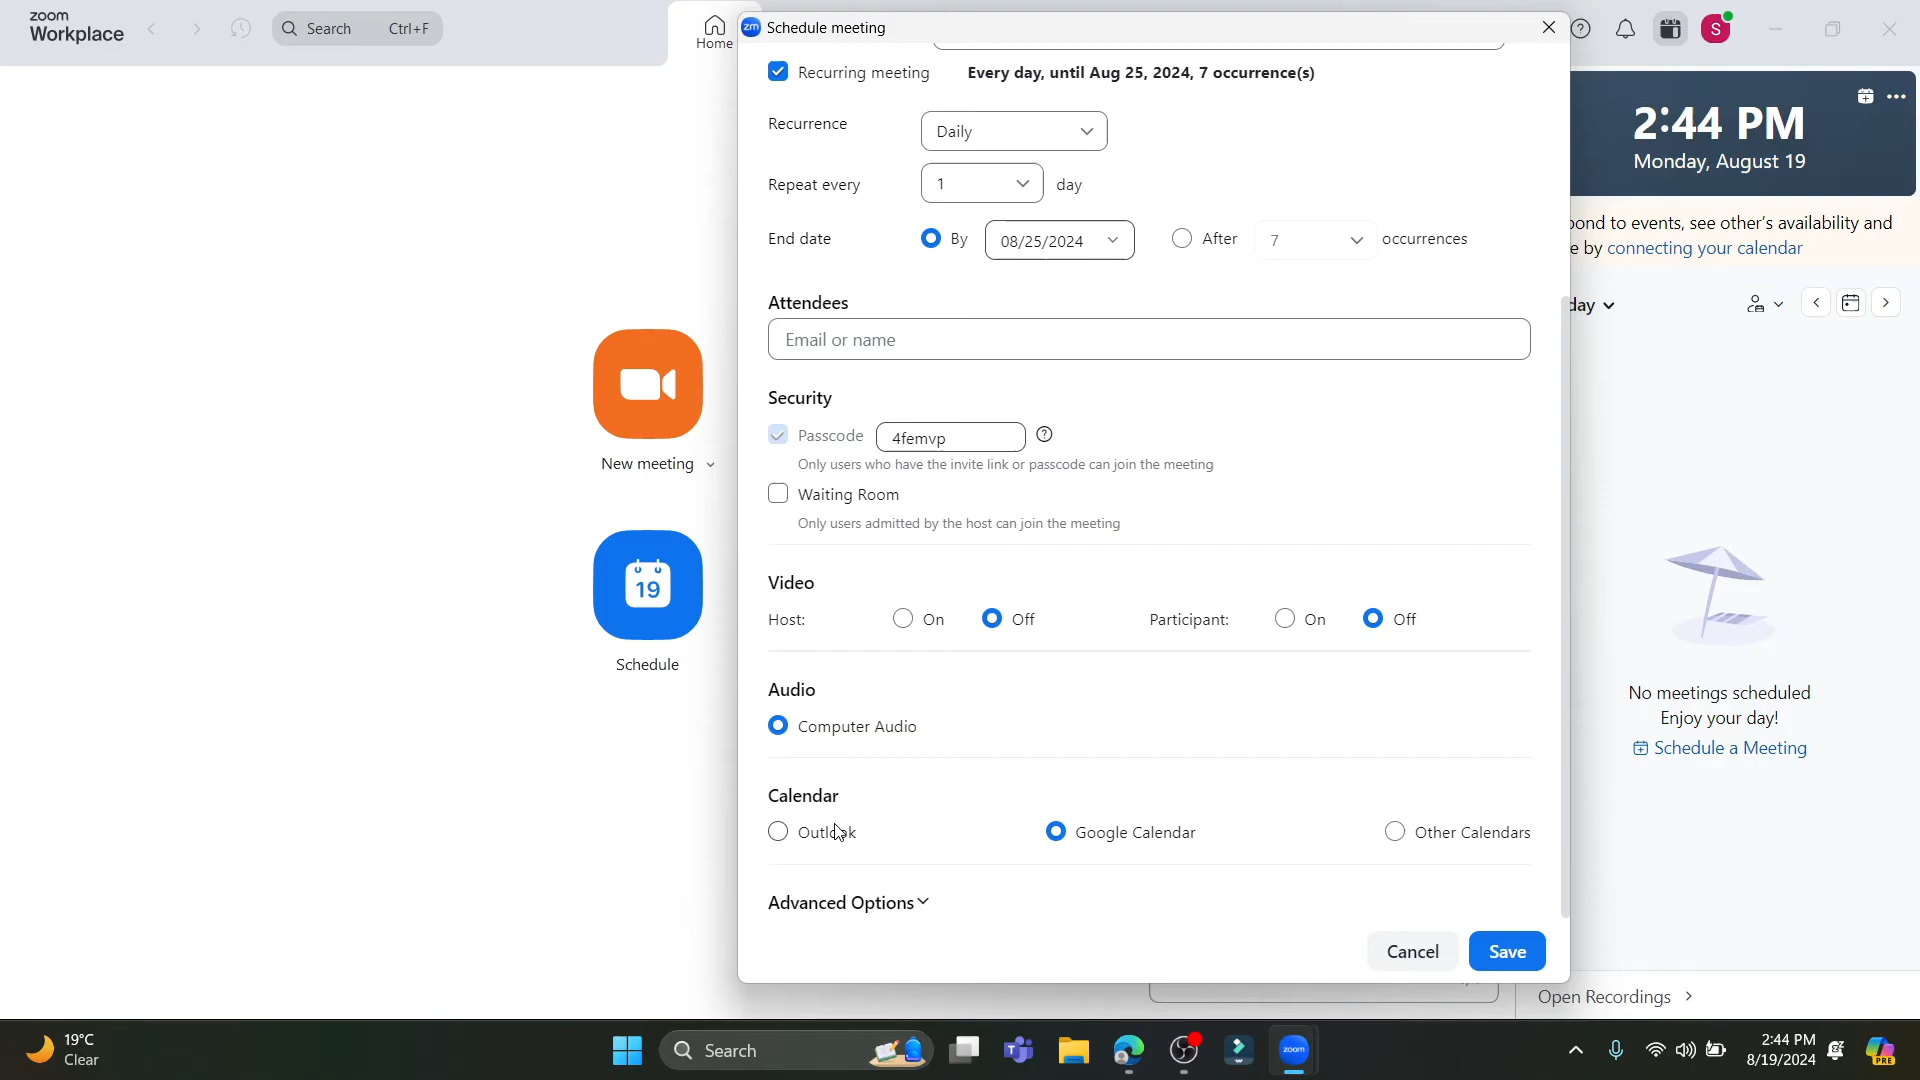 zoom
Workplace
Search Ctrl+F
Home
zm Schedule meeting
S
Recurring meeting Every day, until Aug 25, 2024, 7 occurrence(s)
Recurrence Daily
Repeat every 1 day
End date By 08/25/2024 After 7 occurrences
Attendees
Email or name
Security
Passcode 4femvp
Only users who have the invite link or passcode can join the meeting
Waiting Room
Only users admitted by the host can join the meeting
Video
Host: On Off Participant: On Off
Audio
Computer Audio
Calendar
Outlook Google Calendar Other Calendars
Advanced Options
Cancel Save
New meeting
19
Schedule
2:44 PM
Monday, August 19
pond to events, see other's availability and
e by connecting your calendar
day
No meetings scheduled
Enjoy your day!
Schedule a Meeting
Open Recordings
19°C
Clear
Search
zoom
2:44 PM
8/19/2024
PRE